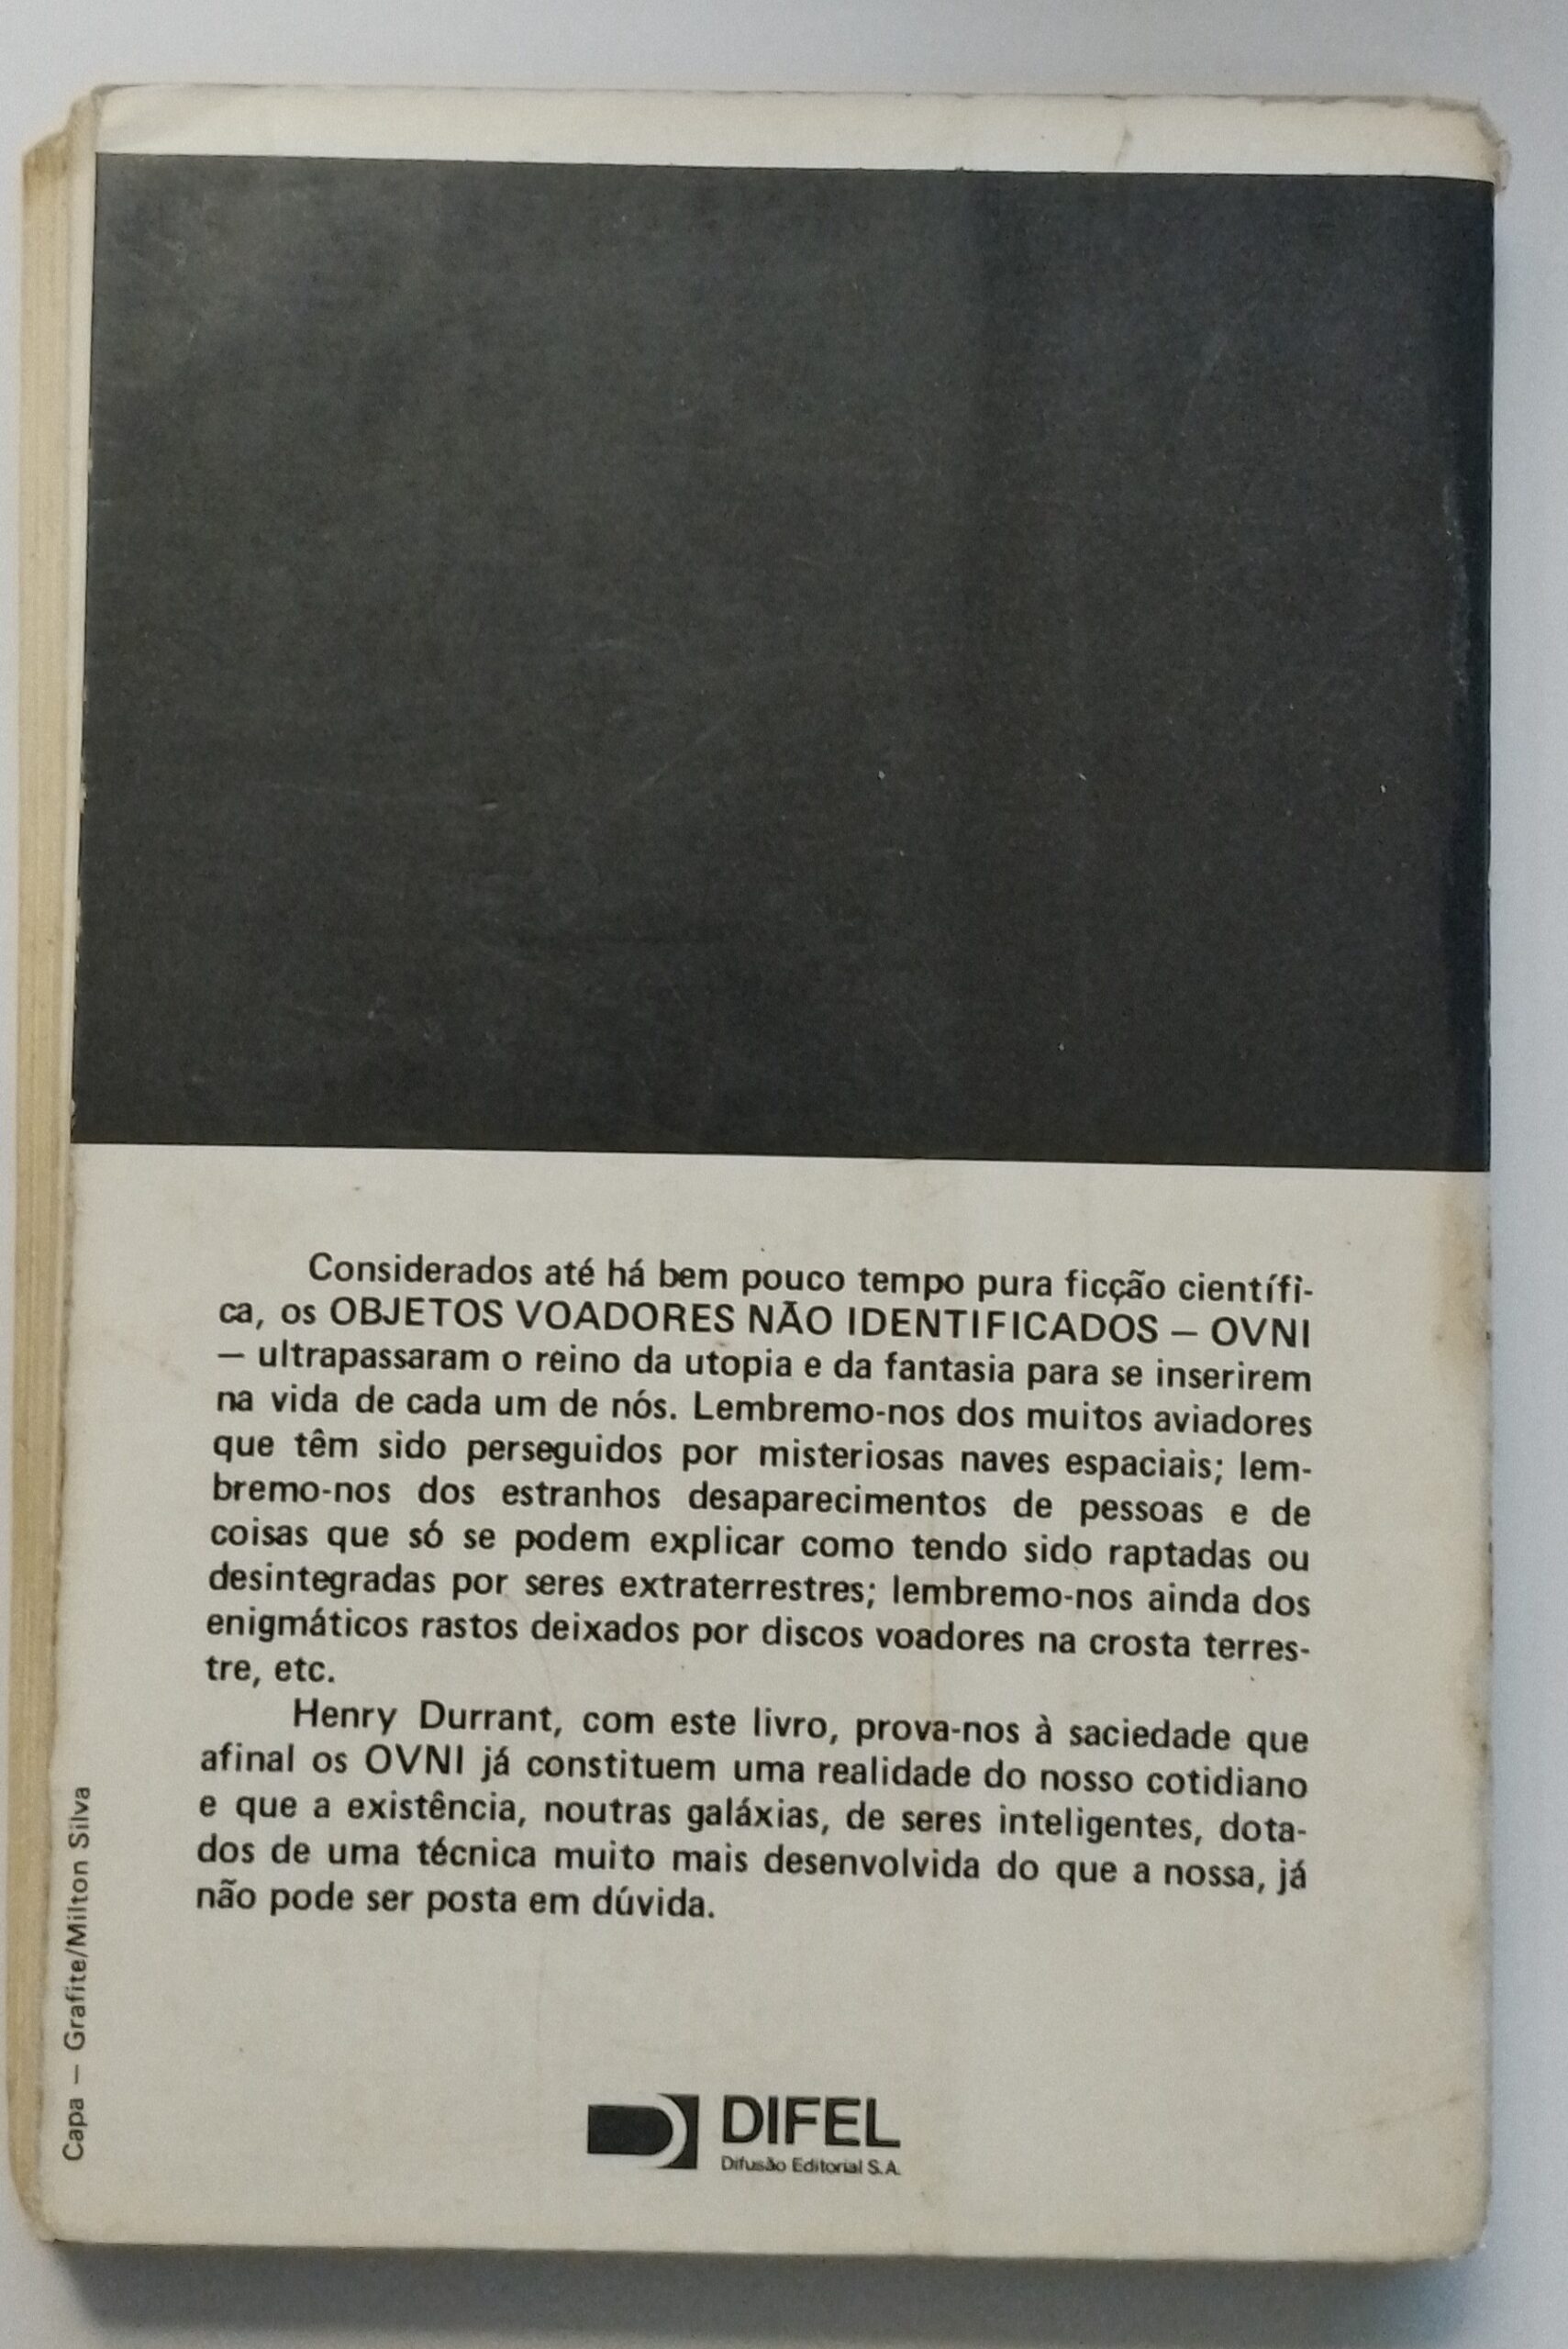 Considerados até há bem pouco tempo pura ficção científi-
ca, os OBJETOS VOADORES NÃO IDENTIFICADOS — OVNI
— ultrapassaram o reino da utopia e da fantasia para se inserirem
na vida de cada um de nós. Lembremo-nos dos muitos aviadores
que têm sido perseguidos por misteriosas naves espaciais; lem-
bremo-nos dos estranhos desaparecimentos de pessoas e de
coisas que só se podem explicar como tendo sido raptadas ou
desintegradas por seres extraterrestres; lembremo-nos ainda dos
enigmáticos rastos deixados por discos voadores na crosta terres-
tre, etc.
Henry Durrant, com este livro, prova-nos à saciedade que
afinal os OVNI já constituem uma realidade do nosso cotidiano
e que a existência, noutras galáxias, de seres inteligentes, dota-
dos de uma técnica muito mais desenvolvida do que a nossa, já
não pode ser posta em dúvida.
Capa — Grafite/Milton Silva
DIFEL
Difusão Editorial S.A.